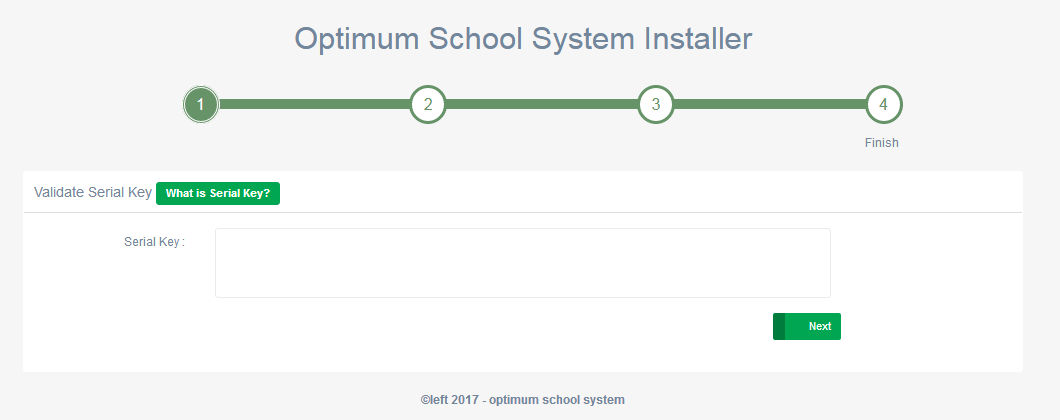 Optimum School System Installer
1 2 3 4
Finish
Validate Serial Key What is Serial Key?
Serial Key :
Next
©left 2017 - optimum school system